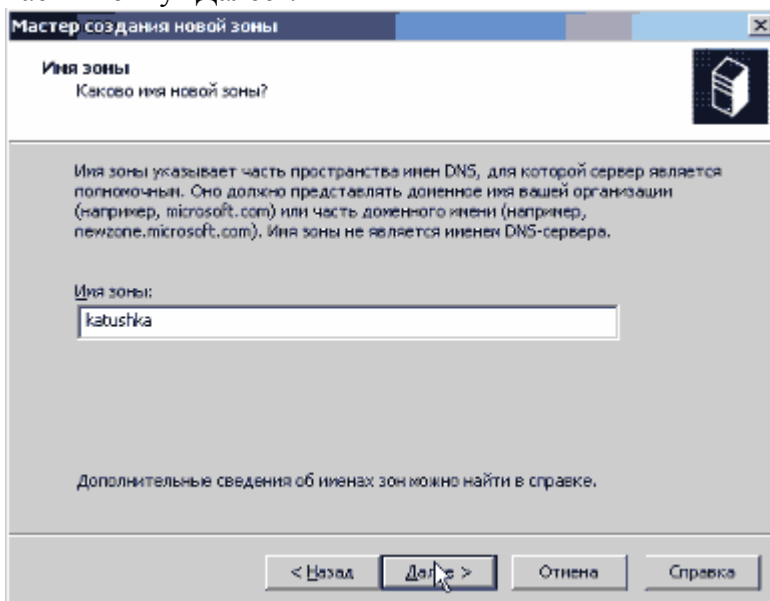 Мастер создания новой зоны
Имя зоны
Каково имя новой зоны?
Имя зоны указывает часть пространства имен DNS, для которой сервер является
полномочным. Оно должно представлять доменное имя вашей организации
(например, microsoft.com) или часть доменного имени (например,
newzone.microsoft.com). Имя зоны не является именем DNS-сервера.
Имя зоны:
katushka
Дополнительные сведения об именах зон можно найти в справке.
< Назад Далее > Отмена Справка